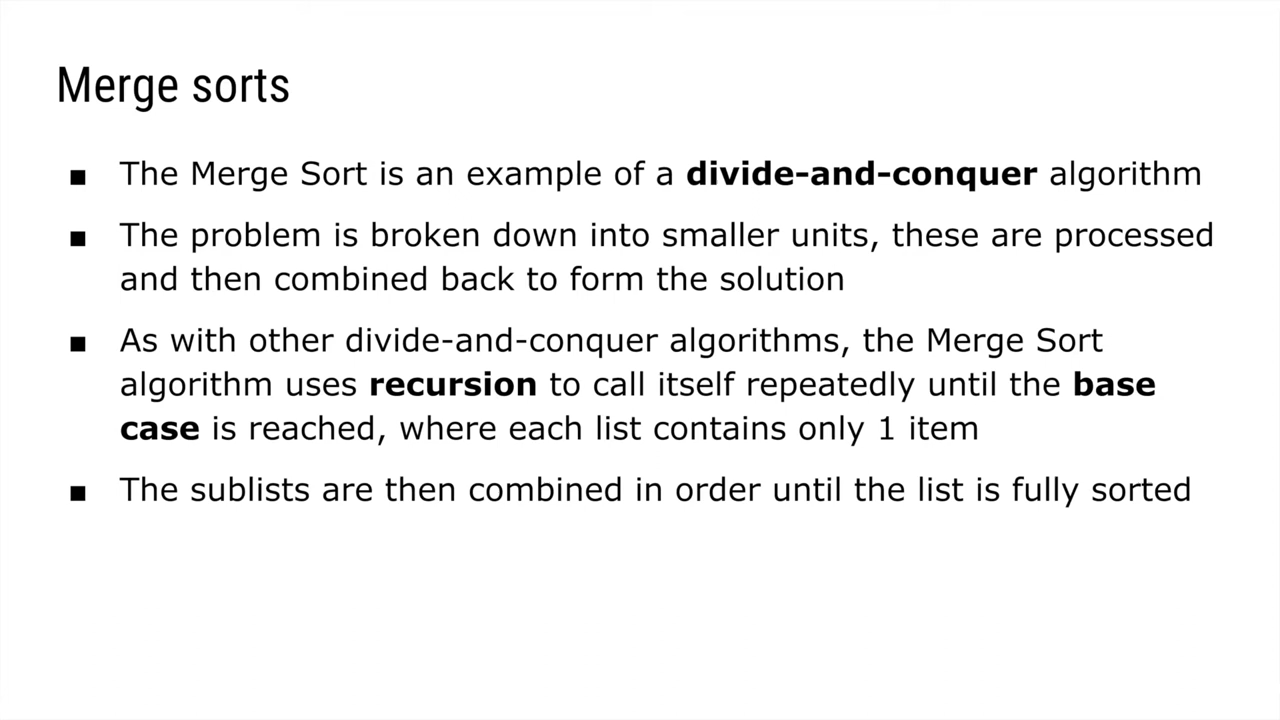 Merge sorts
▪ The Merge Sort is an example of a divide-and-conquer algorithm
▪ The problem is broken down into smaller units, these are processed
and then combined back to form the solution
▪ As with other divide-and-conquer algorithms, the Merge Sort
algorithm uses recursion to call itself repeatedly until the base
case is reached, where each list contains only 1 item
▪ The sublists are then combined in order until the list is fully sorted